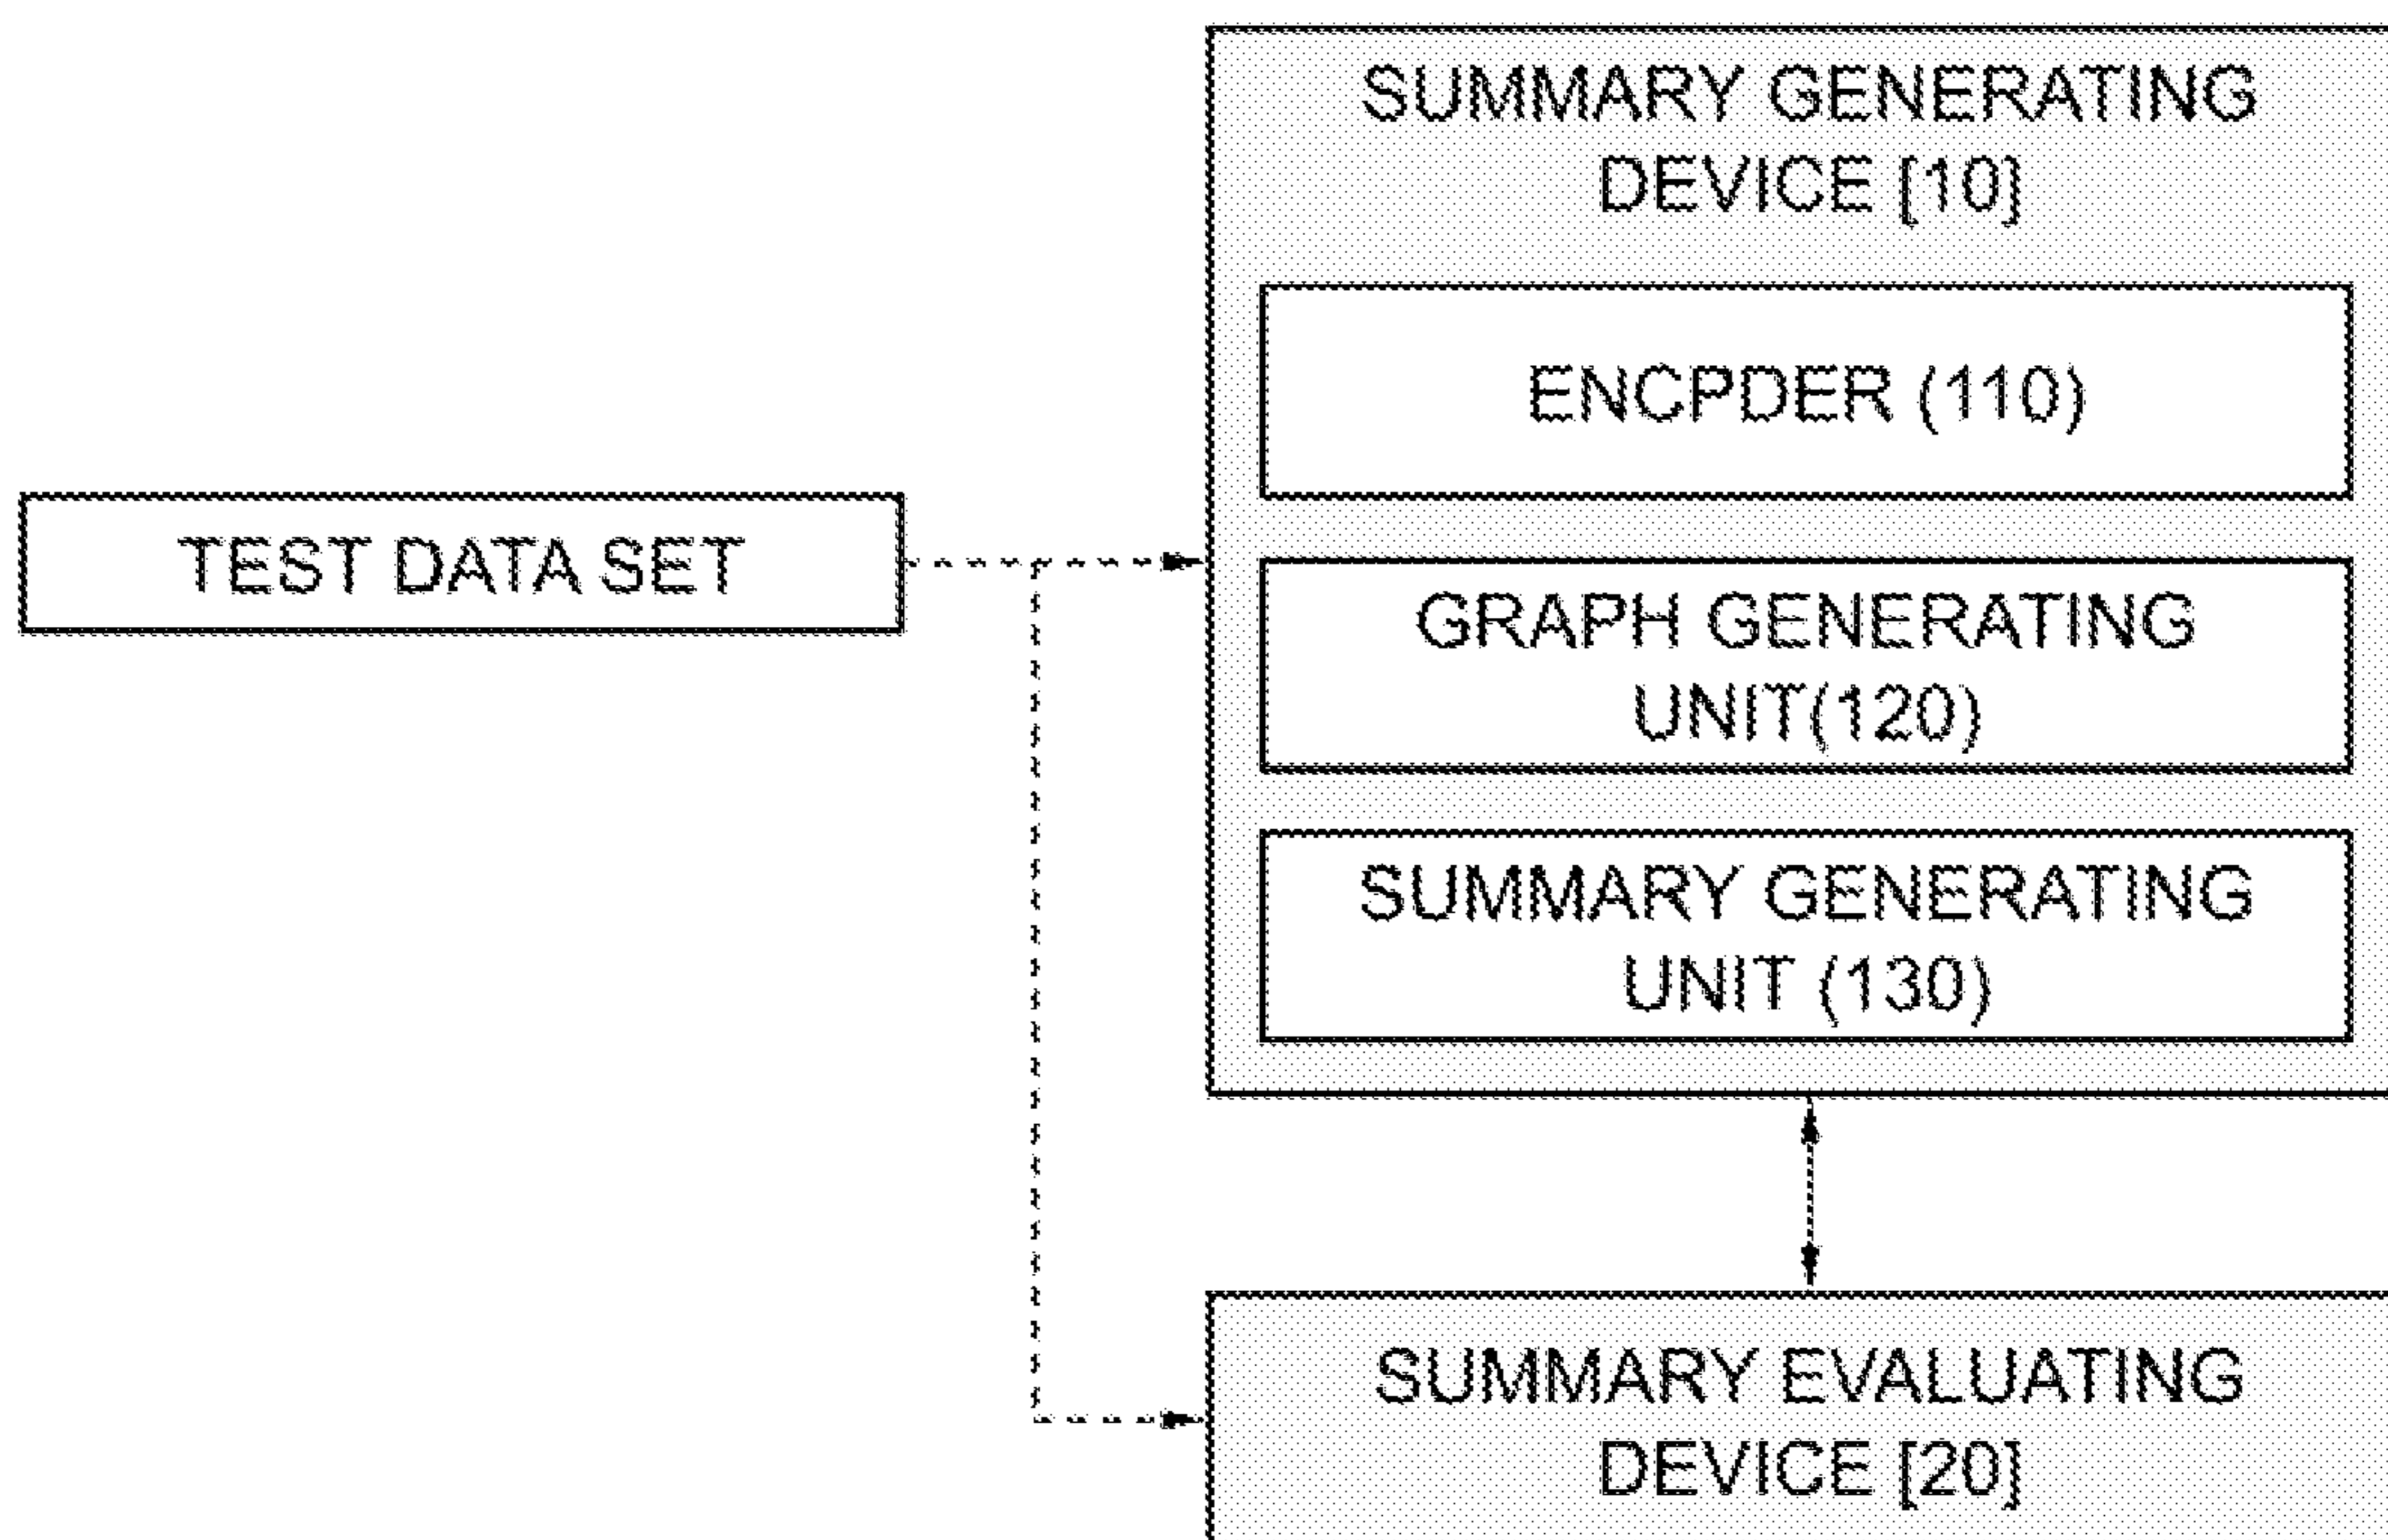 SUMMARY GENERATING
DEVICE [10]
ENCPDER (110)
TEST DATA SET
GRAPH GENERATING
UNIT(120)
SUMMARY GENERATING
UNIT (130)
SUMMARY EVALUATING
DEVICE [20]